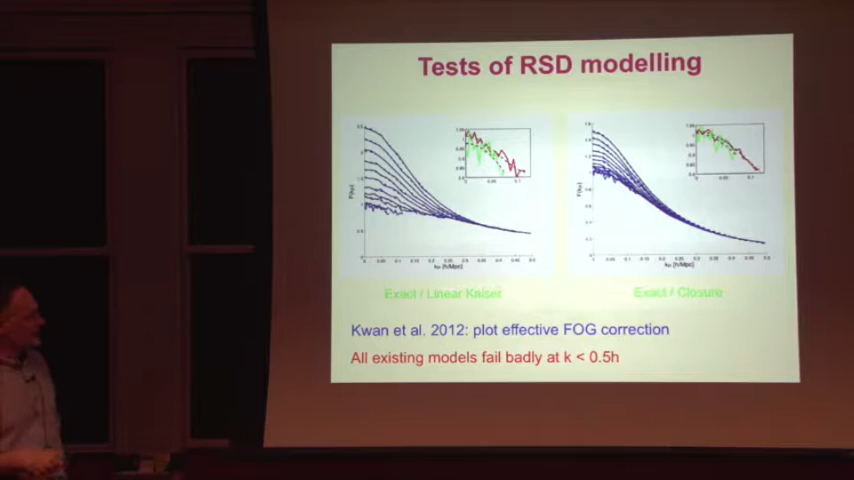 Tests of RSD modelling
Exact / Linear Kaiser
Exact / Closure
Kwan et al. 2012: plot effective FOG correction
All existing models fail badly at k < 0.5h